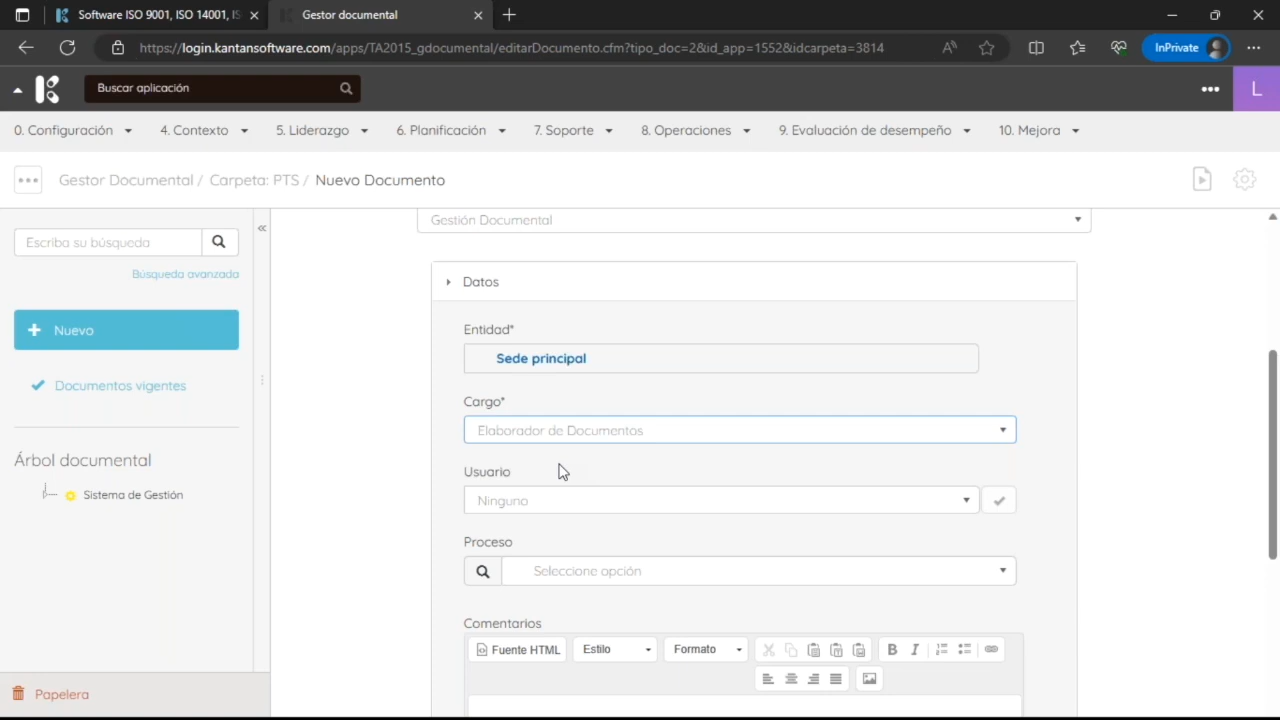 Software ISO 9001, ISO 14001, IS
Gestor documental
https://login.kantansoftware.com/apps/TA2015_gdocumental/editarDocumento.cfm?tipo_doc=2&id_app=1552&idcarpeta=3814
InPrivate
Buscar aplicación
L
0. Configuración
4. Contexto
5. Liderazgo
6. Planificación
7. Soporte
8. Operaciones
9. Evaluación de desempeño
10. Mejora
Gestor Documental / Carpeta: PTS / Nuevo Documento
Escriba su búsqueda
Búsqueda avanzada
+ Nuevo
Documentos vigentes
Árbol documental
Sistema de Gestión
Papelera
Gestión Documental
Datos
Entidad*
Sede principal
Cargo*
Elaborador de Documentos
Usuario
Ninguno
Proceso
Seleccione opción
Comentarios
Fuente HTML
Estilo
Formato
B I